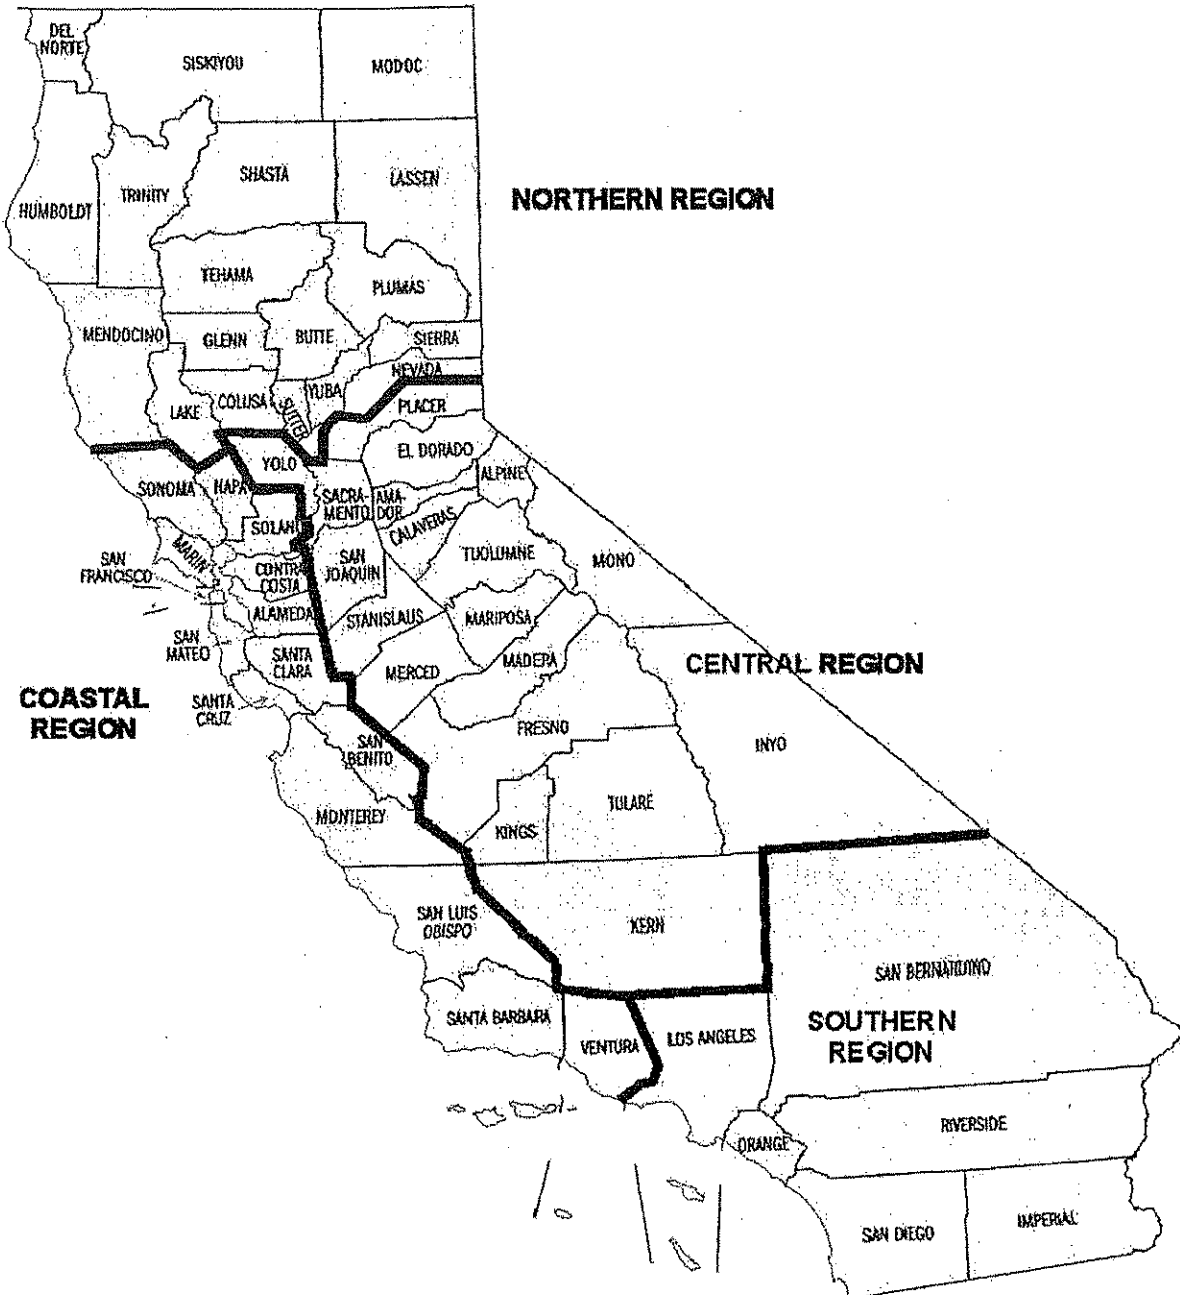 DEL
NORTE
SISKIYOU
MODOC
HUMBOLDT
TRINITY
SHASTA
LASSEN
NORTHERN REGION
TEHAMA
PLUMAS
MENDOCINO
GLENN
BUTTE
SIERRA
NEVADA
YUBA
LAKE
COLUSA
SUTTER
PLACER
EL DORADO
YOLO
ALPINE
SONOMA
NAPA
SACRA-
MENTO
AMA-
DOR
CALAVERAS
SOLAN
MARIN
SAN
FRANCISCO
CONTRA
COSTA
SAN
JOAQUIN
TUOLUMNE
MONO
ALAMEDA
STANISLAUS
MARIPOSA
SAN
MATEO
SANTA
CLARA
MERCED
MADERA
CENTRAL REGION
COASTAL
REGION
SANTA
CRUZ
FRESNO
SAN
BENITO
INYO
MONTEREY
KINGS
TULARE
SAN LUIS
OBISPO
KERN
SAN BERNARDINO
SANTA BARBARA
VENTURA
LOS ANGELES
SOUTHERN
REGION
ORANGE
RIVERSIDE
SAN DIEGO
IMPERIAL